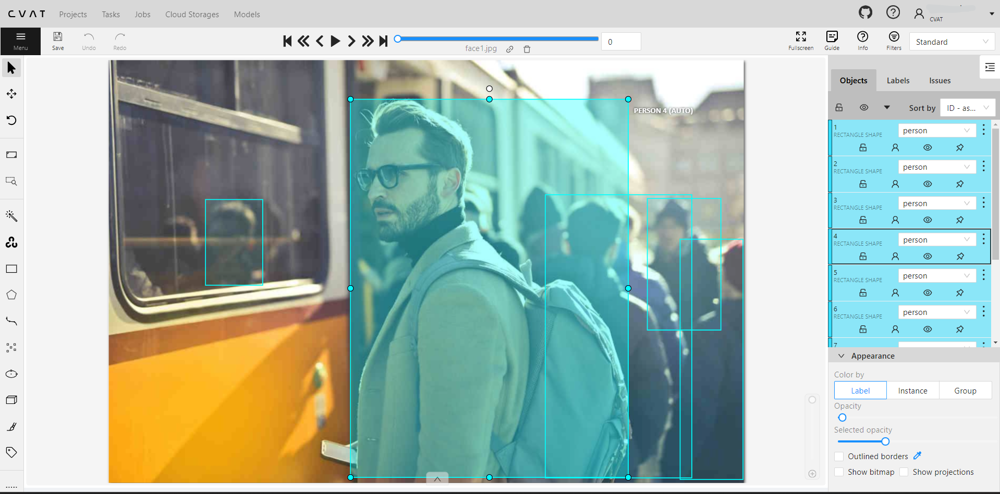 CVAT
Projects
Tasks
Jobs
Cloud Storages
Models
CVAT
Menu
Save
Undo
Redo
face1.jpg
0
Fullscreen
Guide
Info
Filters
Standard
PERSON 4 (AUTO)
Objects
Labels
Issues
Sort by
ID - as...
1
RECTANGLE SHAPE
person
2
RECTANGLE SHAPE
person
3
RECTANGLE SHAPE
person
4
RECTANGLE SHAPE
person
5
RECTANGLE SHAPE
person
6
RECTANGLE SHAPE
person
7
Appearance
Color by
Label
Instance
Group
Opacity
Selected opacity
Outlined borders
Show bitmap
Show projections